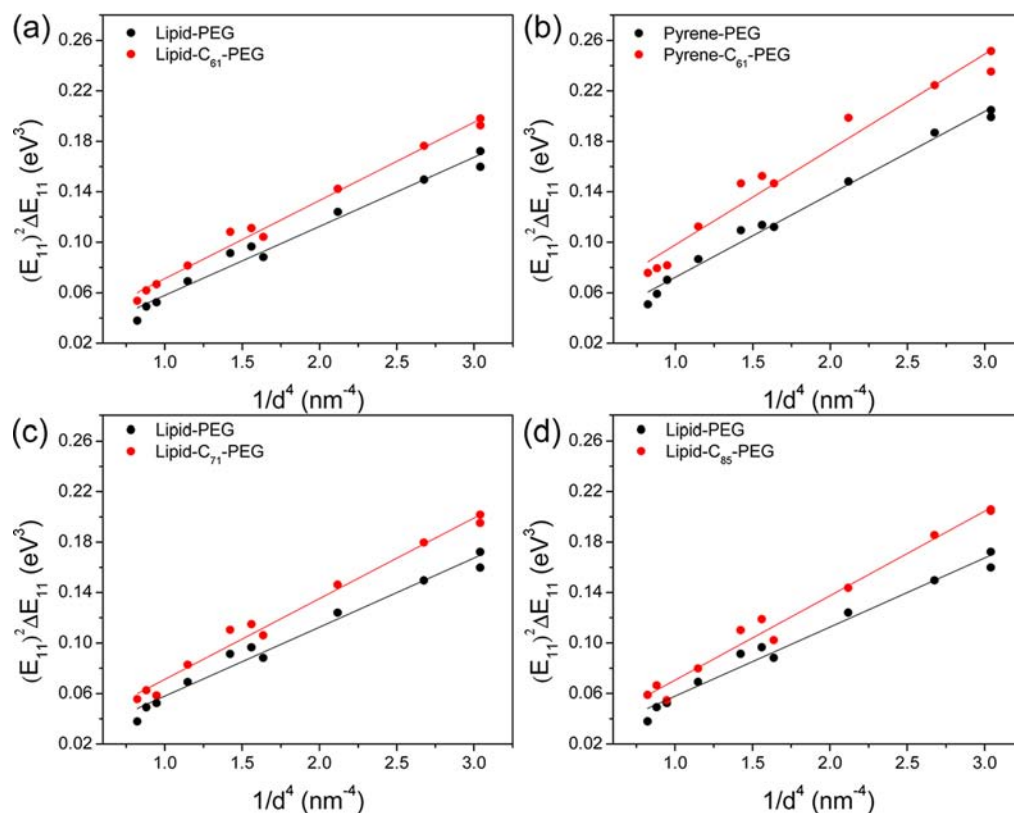 (a)
Lipid-PEG
Lipid-C₆₁-PEG
0.26
0.22
0.18
0.14
0.10
0.06
0.02
(E₁₁)²ΔE₁₁ (eV³)
1.0 1.5 2.0 2.5 3.0
1/d⁴ (nm⁻⁴)
(b)
Pyrene-PEG
Pyrene-C₆₁-PEG
0.26
0.22
0.18
0.14
0.10
0.06
0.02
(E₁₁)²ΔE₁₁ (eV³)
1.0 1.5 2.0 2.5 3.0
1/d⁴ (nm⁻⁴)
(c)
Lipid-PEG
Lipid-C₇₁-PEG
0.26
0.22
0.18
0.14
0.10
0.06
0.02
(E₁₁)²ΔE₁₁ (eV³)
1.0 1.5 2.0 2.5 3.0
1/d⁴ (nm⁻⁴)
(d)
Lipid-PEG
Lipid-C₈₅-PEG
0.26
0.22
0.18
0.14
0.10
0.06
0.02
(E₁₁)²ΔE₁₁ (eV³)
1.0 1.5 2.0 2.5 3.0
1/d⁴ (nm⁻⁴)